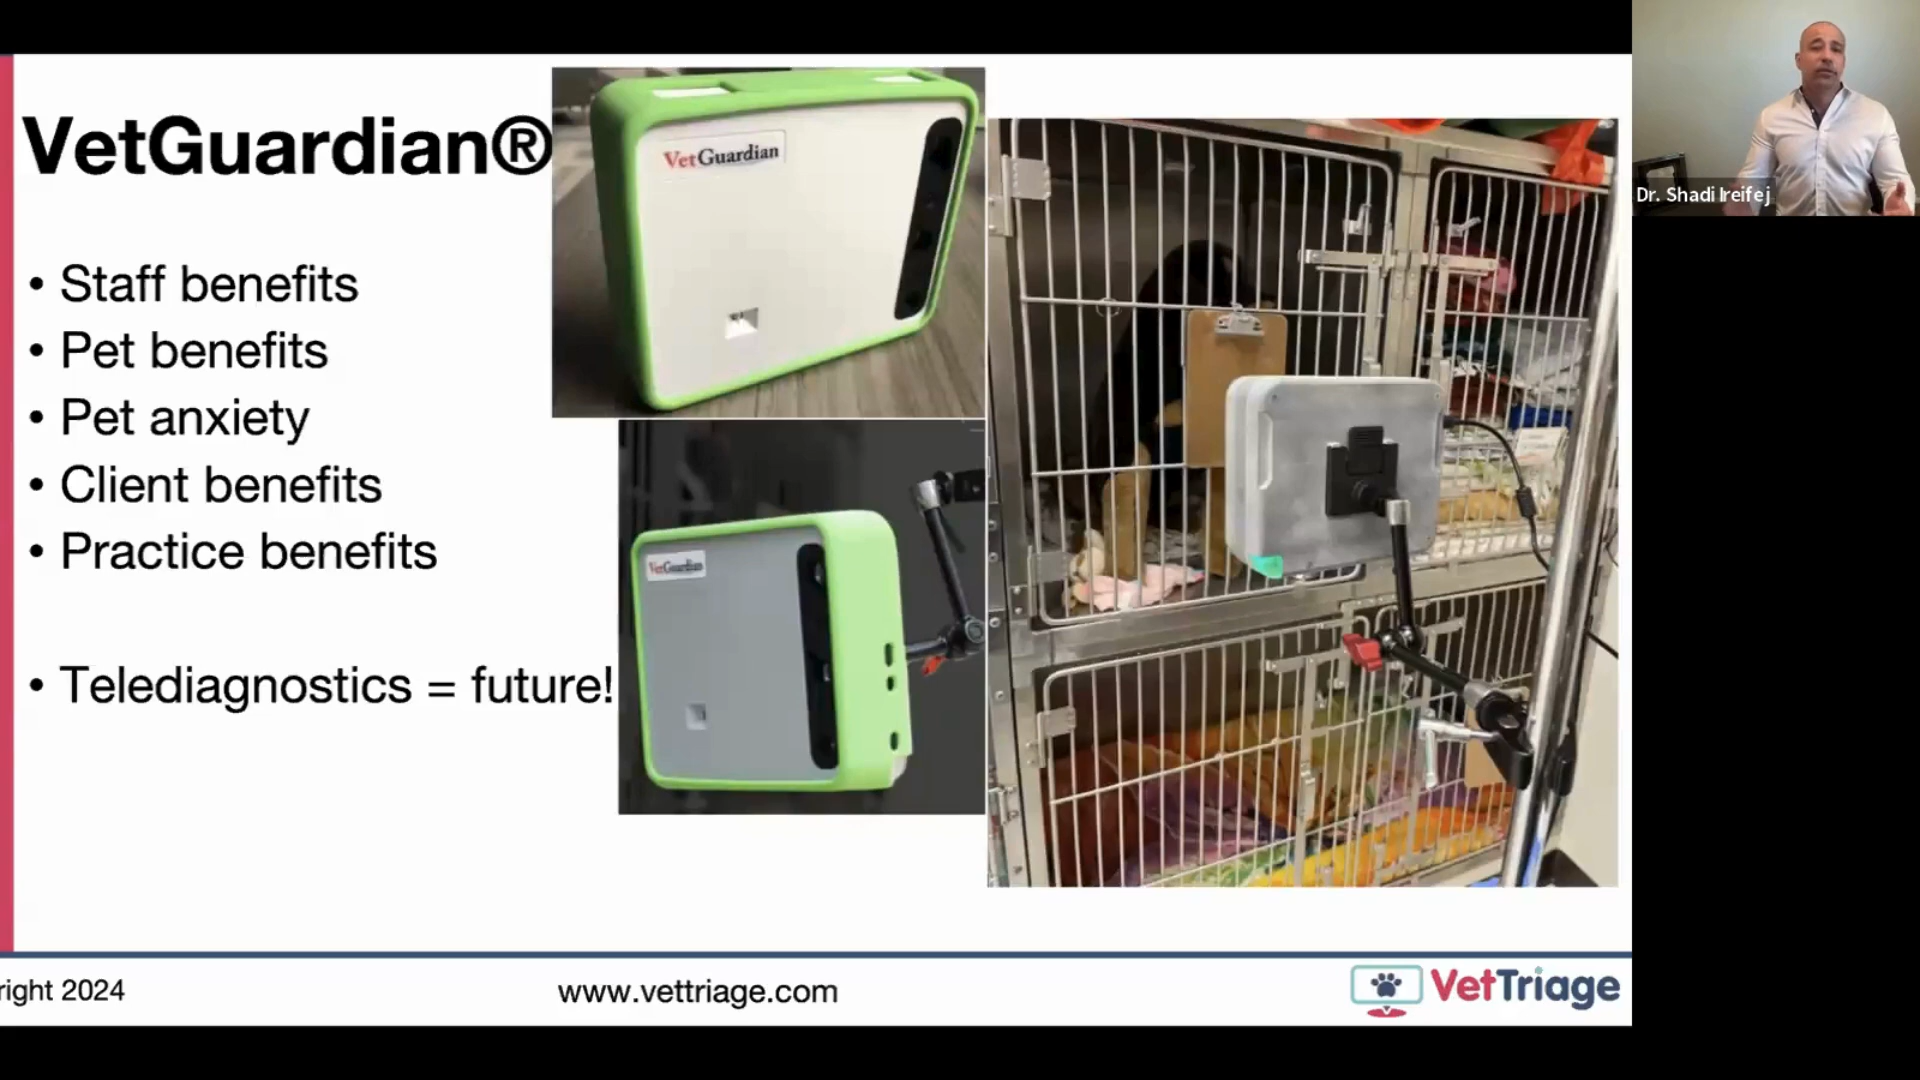 VetGuardian®
• Staff benefits
• Pet benefits
• Pet anxiety
• Client benefits
• Practice benefits
• Telediagnostics = future!
VetGuardian
VetGuardian
right 2024
www.vettriage.com
VetTriage
Dr. Shadi Ireifej